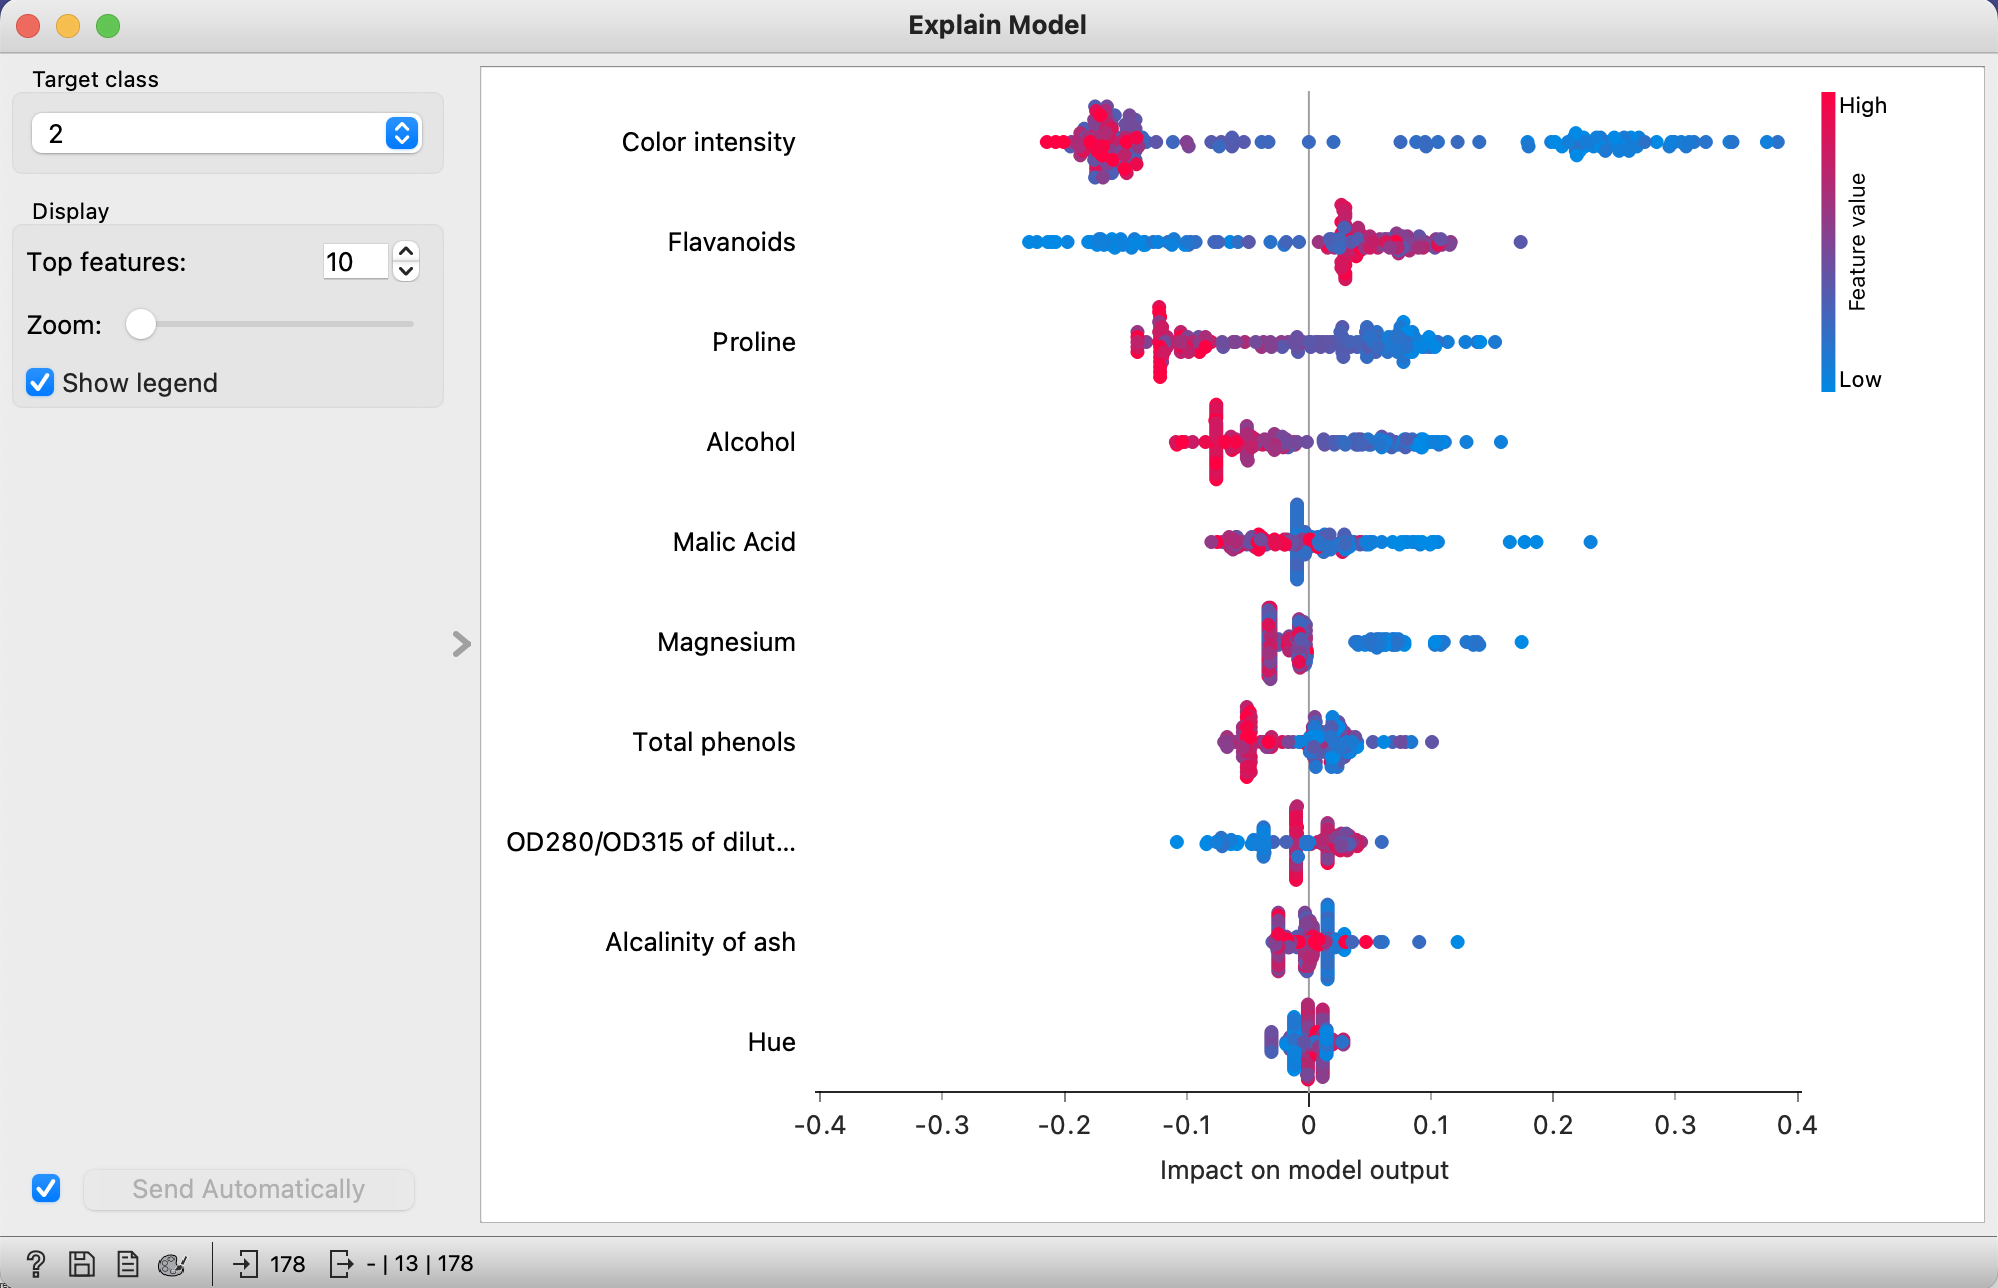 Explain Model
Target class
2
Display
Top features: 10
Zoom:
Show legend
Send Automatically
Color intensity
Flavanoids
Proline
Alcohol
Malic Acid
Magnesium
Total phenols
OD280/OD315 of dilut...
Alcalinity of ash
Hue
-0.4 -0.3 -0.2 -0.1 0 0.1 0.2 0.3 0.4
Impact on model output
High
Feature value
Low
? 178 - | 13 | 178